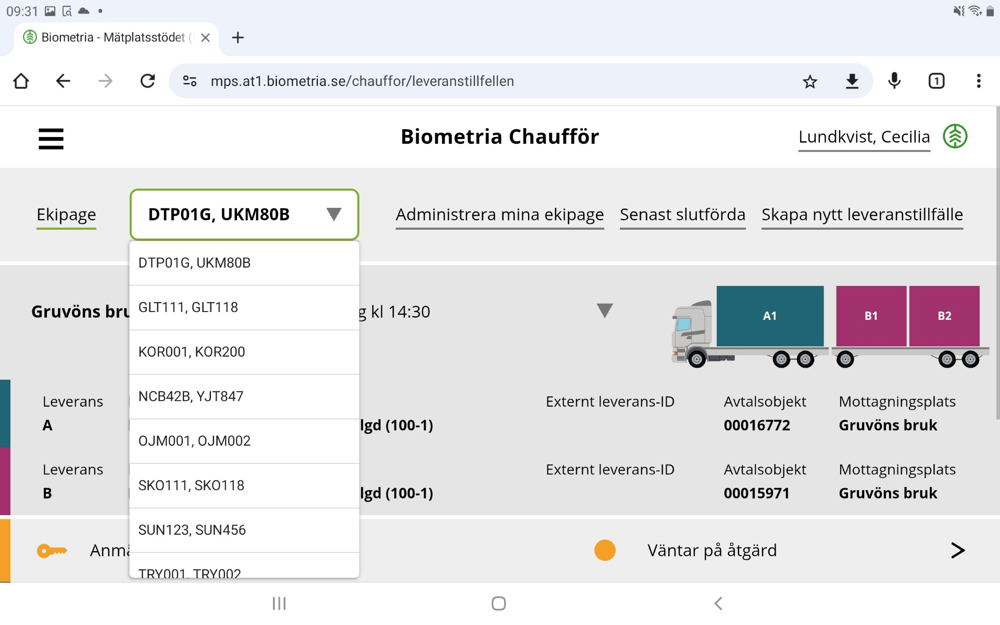 09:31
Biometria - Mätplatsstödet (
mps.at1.biometria.se/chauffor/leveranstillfellen
1
Biometria Chaufför
Lundkvist, Cecilia
Ekipage
DTP01G, UKM80B
Administrera mina ekipage
Senast slutförda
Skapa nytt leveranstillfälle
DTP01G, UKM80B
GLT111, GLT118
KOR001, KOR200
NCB42B, YJT847
OJM001, OJM002
SKO111, SKO118
SUN123, SUN456
TRY001, TRY002
Gruvöns bru
g kl 14:30
A1
B1
B2
Leverans
Externt leverans-ID
Avtalsobjekt
Mottagningsplats
A
lgd (100-1)
00016772
Gruvöns bruk
Leverans
Externt leverans-ID
Avtalsobjekt
Mottagningsplats
B
lgd (100-1)
00015971
Gruvöns bruk
Anmä
Väntar på åtgärd